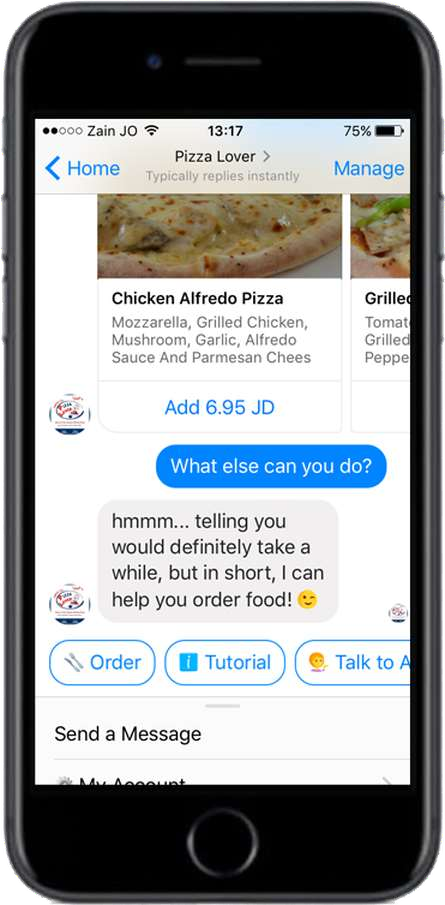 Zain JO 13:17 75%
Home Pizza Lover Manage
Typically replies instantly
Chicken Alfredo Pizza
Mozzarella, Grilled Chicken,
Mushroom, Garlic, Alfredo
Sauce And Parmesan Chees
Add 6.95 JD
Grilled
Tomat
Grilled
Peppe
What else can you do?
hmmm... telling you
would definitely take a
while, but in short, I can
help you order food! 😉
Order Tutorial Talk to A
Send a Message
My Account